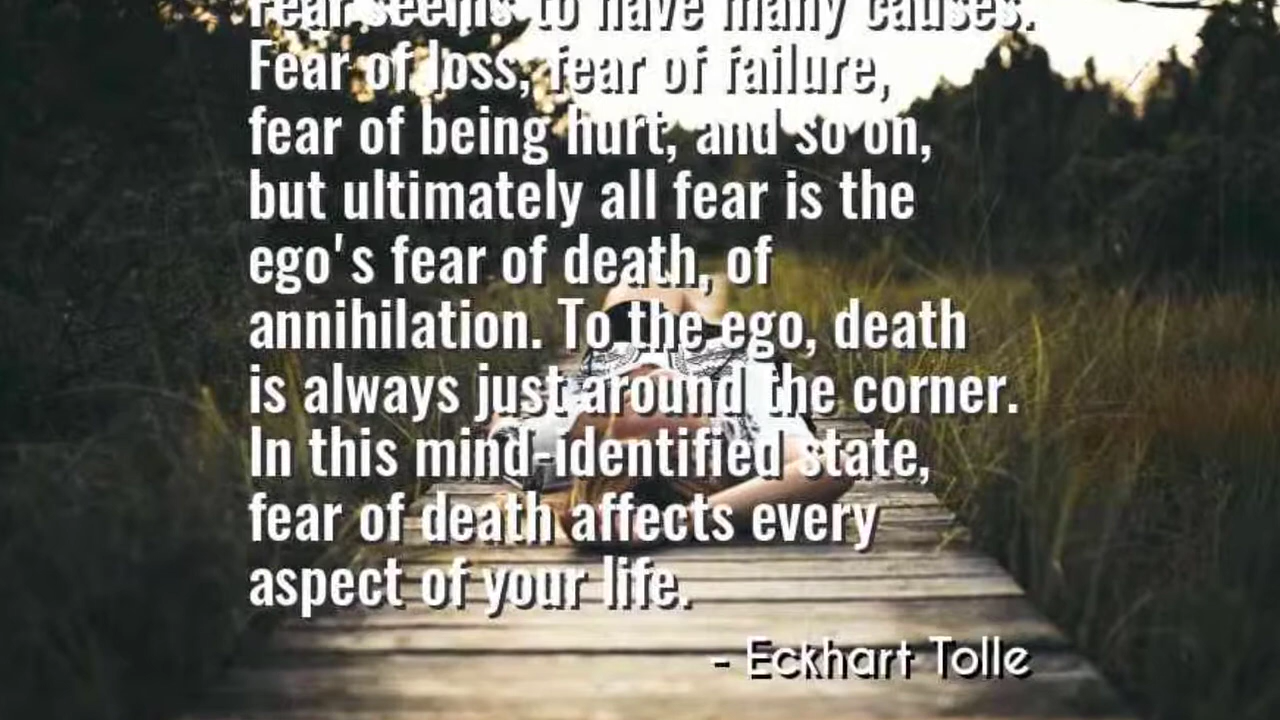 Fear seems to have many causes.
Fear of loss, fear of failure,
fear of being hurt, and so on,
but ultimately all fear is the
ego's fear of death, of
annihilation. To the ego, death
is always just around the corner.
In this mind-identified state,
fear of death affects every
aspect of your life.
- Eckhart Tolle